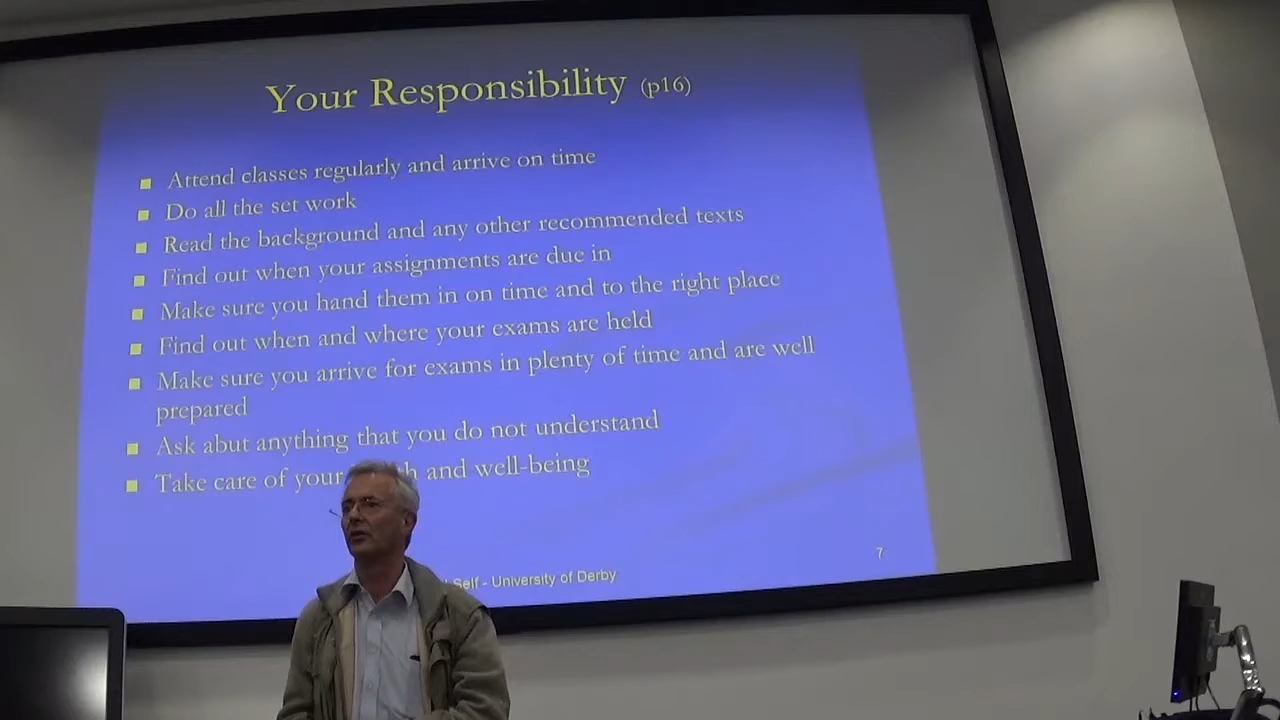 Your Responsibility (p16)
Attend classes regularly and arrive on time
Do all the set work
Read the background and any other recommended texts
Find out when your assignments are due in
Make sure you hand them in on time and to the right place
Find out when and where your exams are held
Make sure you arrive for exams in plenty of time and are well
prepared
Ask abut anything that you do not understand
Take care of your and well-being
Self - University of Derby
7